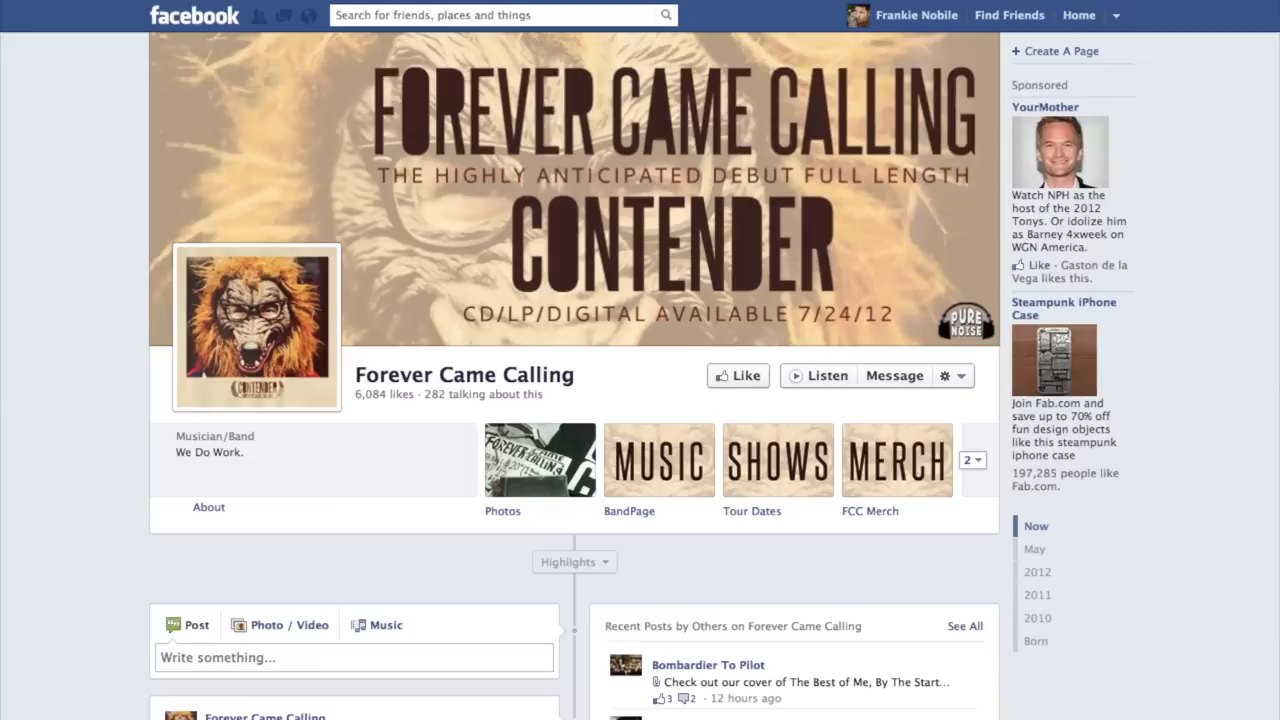 facebook
Search for friends, places and things
Frankie Nobile
Find Friends
Home
FOREVER CAME CALLING
THE HIGHLY ANTICIPATED DEBUT FULL LENGTH
CONTENDER
CD/LP/DIGITAL AVAILABLE 7/24/12
PURE
NOISE
CONTENDER
Forever Came Calling
6,084 likes · 282 talking about this
Like
Listen
Message
Musician/Band
We Do Work.
About
FOREVER CAME
CALLING
Photos
MUSIC
BandPage
SHOWS
Tour Dates
MERCH
FCC Merch
2
Highlights
Post
Photo / Video
Music
Write something...
Forever Came Calling
Recent Posts by Others on Forever Came Calling
See All
Bombardier To Pilot
Check out our cover of The Best of Me, By The Start...
3 2 · 12 hours ago
+ Create A Page
Sponsored
YourMother
Watch NPH as the
host of the 2012
Tonys. Or idolize him
as Barney 4xweek on
WGN America.
Like · Gaston de la
Vega likes this.
Steampunk iPhone
Case
Join Fab.com and
save up to 70% off
fun design objects
like this steampunk
iphone case
197,285 people like
Fab.com.
Now
May
2012
2011
2010
Born